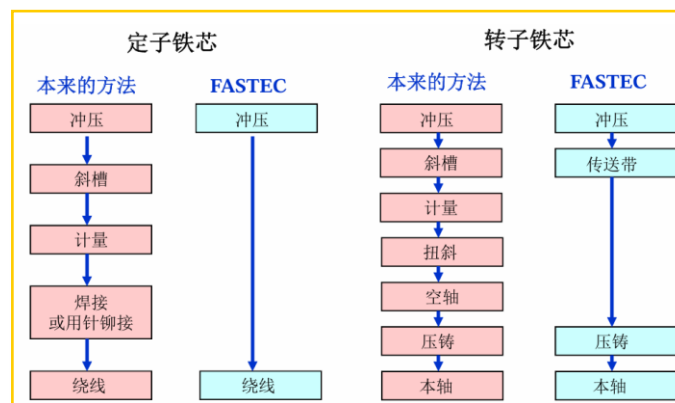 定子铁芯
本来的方法
FASTEC
冲压
斜槽
计量
焊接
或用针铆接
绕线
冲压
绕线
转子铁芯
本来的方法
FASTEC
冲压
斜槽
计量
扭斜
空轴
压铸
本轴
冲压
传送带
压铸
本轴